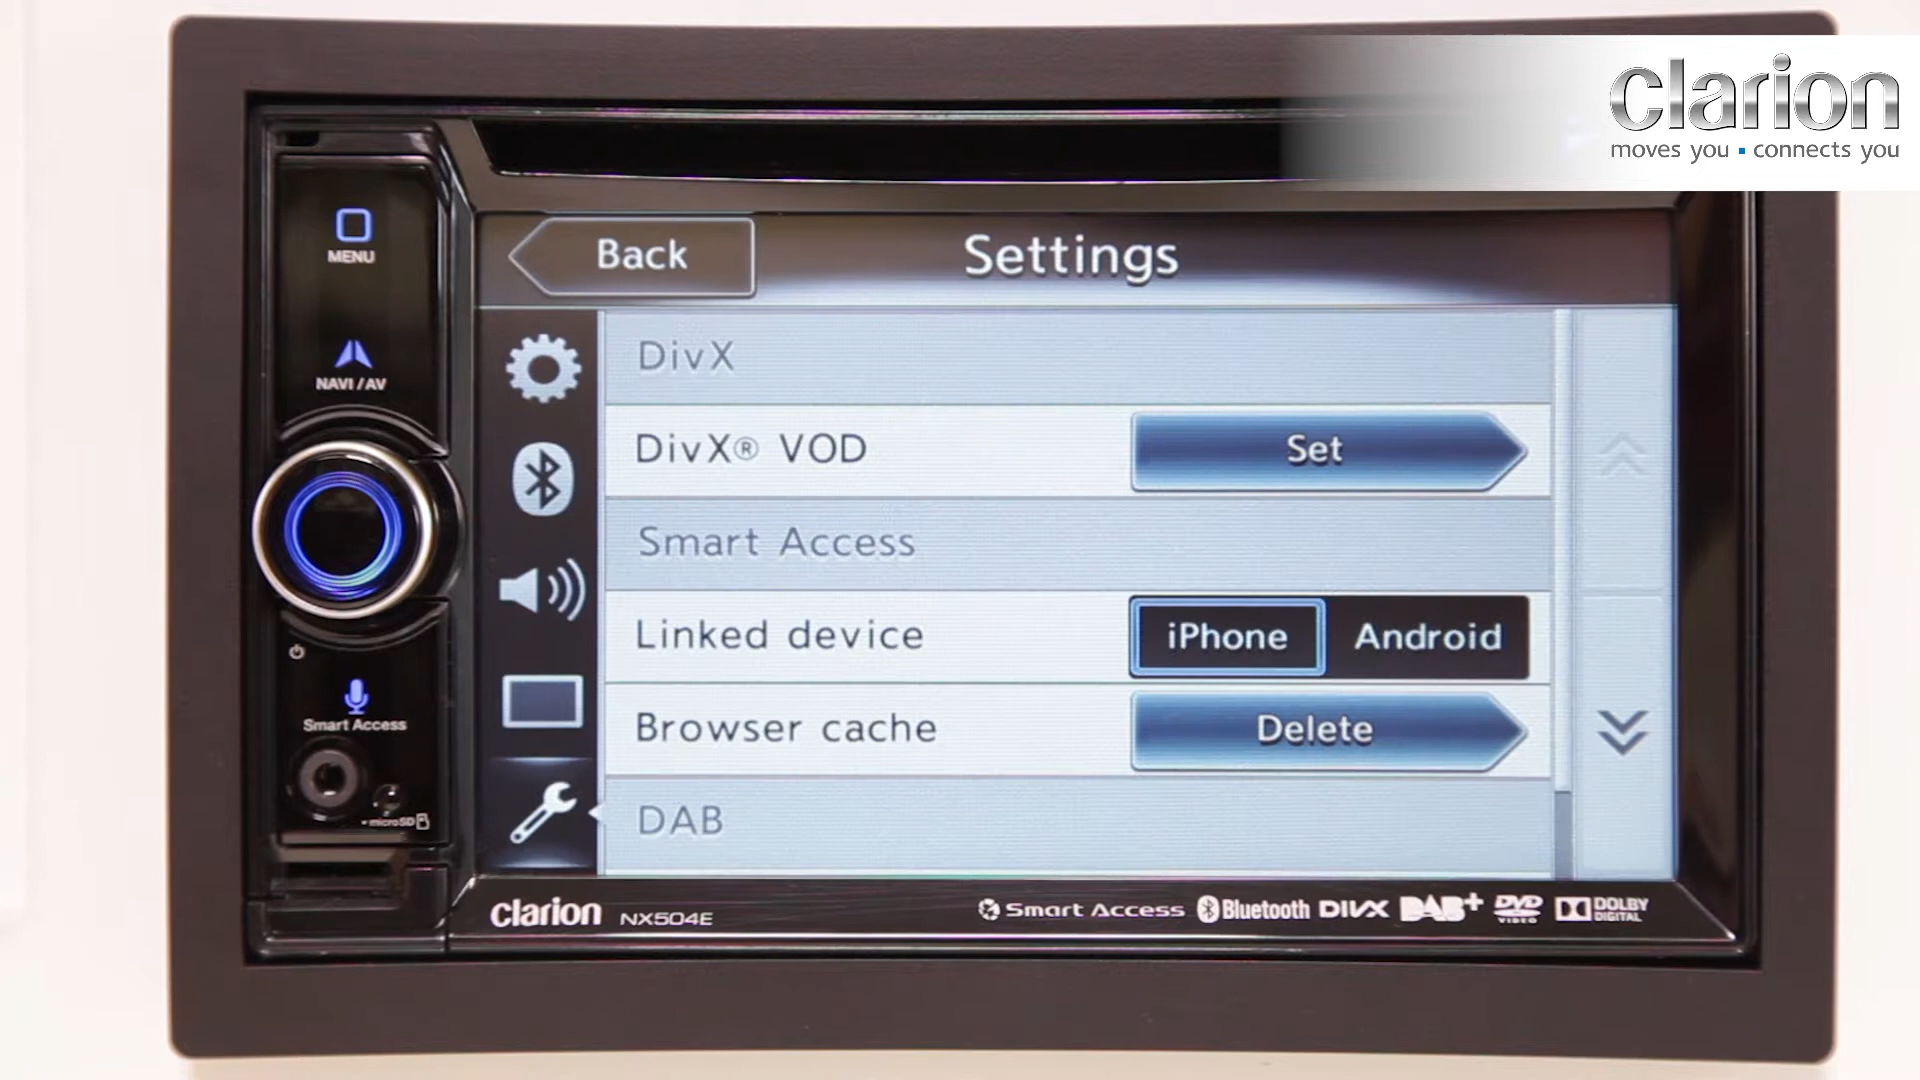 clarion
moves you ▪ connects you
MENU
NAVI / AV
Smart Access
microSD
Back
Settings
DivX
DivX® VOD
Set
Smart Access
Linked device
iPhone
Android
Browser cache
Delete
DAB
clarion NX504E
Smart Access Bluetooth DIVX DAB+ DVD VIDEO DOLBY DIGITAL